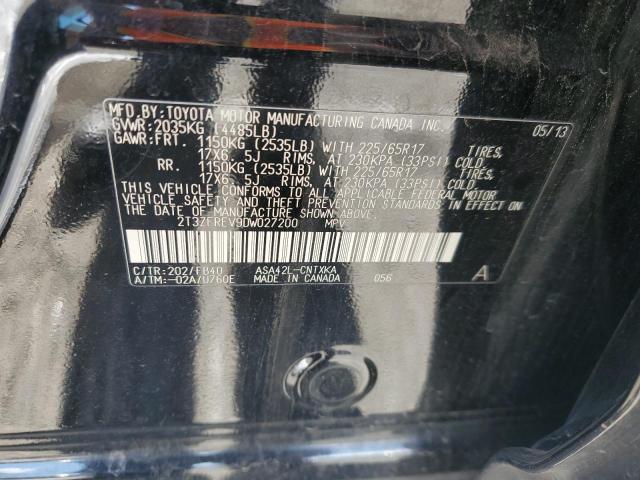 MFD.BY:TOYOTA MOTOR MANUFACTURING CANADA INC. 05/13
GVWR:2035KG (4485LB)
GAWR:FRT. 1150KG (2535LB) WITH 225/65R17 TIRES,
17X6.5J RIMS, AT 230KPA (33PSI) COLD
RR. 1150KG (2535LB) WITH 225/65R17 TIRES,
17X6.5J RIMS, AT 230KPA (33PSI) COLD
THIS VEHICLE CONFORMS TO ALL APPLICABLE FEDERAL MOTOR
VEHICLE SAFETY AND THEFT PREVENTION STANDARDS IN EFFECT ON
THE DATE OF MANUFACTURE SHOWN ABOVE.
2T3ZFREV9DW027200 MPV
C/TR:202/FB40 ASA42L-CNTXKA A
A/TM:-02A/U760E MADE IN CANADA 056